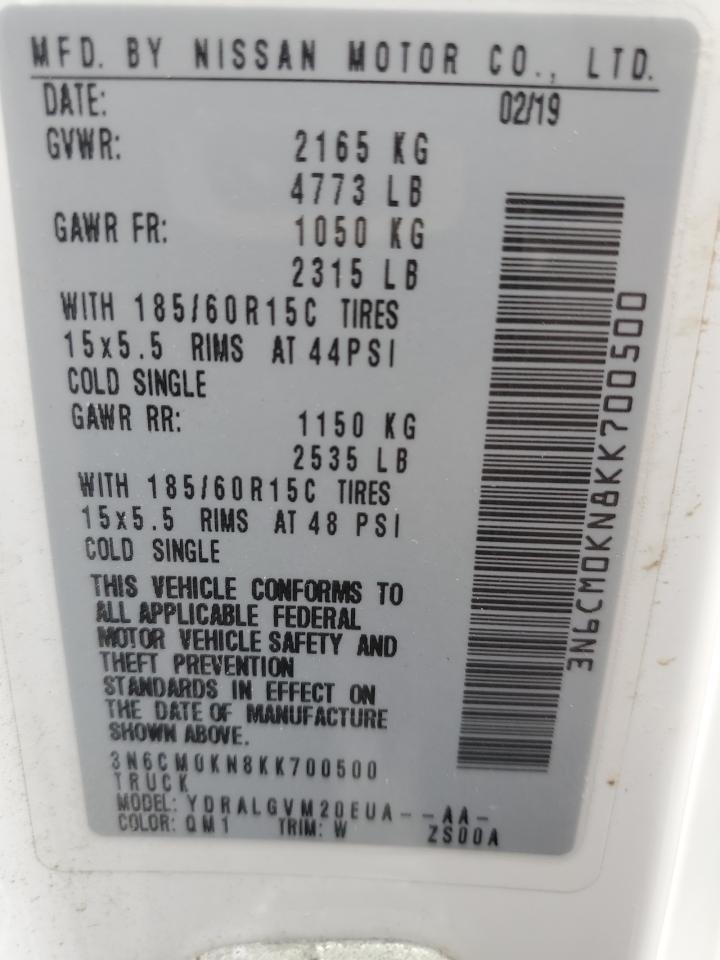 MFD. BY NISSAN MOTOR CO., LTD.
DATE: 02/19
GVWR: 2165 KG
4773 LB
GAWR FR: 1050 KG
2315 LB
WITH 185/60R15C TIRES
15x5.5 RIMS AT 44PSI
COLD SINGLE
GAWR RR: 1150 KG
2535 LB
WITH 185/60R15C TIRES
15x5.5 RIMS AT 48 PSI
COLD SINGLE
THIS VEHICLE CONFORMS TO
ALL APPLICABLE FEDERAL
MOTOR VEHICLE SAFETY AND
THEFT PREVENTION
STANDARDS IN EFFECT ON
THE DATE OF MANUFACTURE
SHOWN ABOVE.
3N6CM0KN8KK700500
TRUCK
MODEL: YDRALGVM20EUA--AA-
COLOR: QM1 TRIM: W ZS00A
3N6CM0KN8KK700500